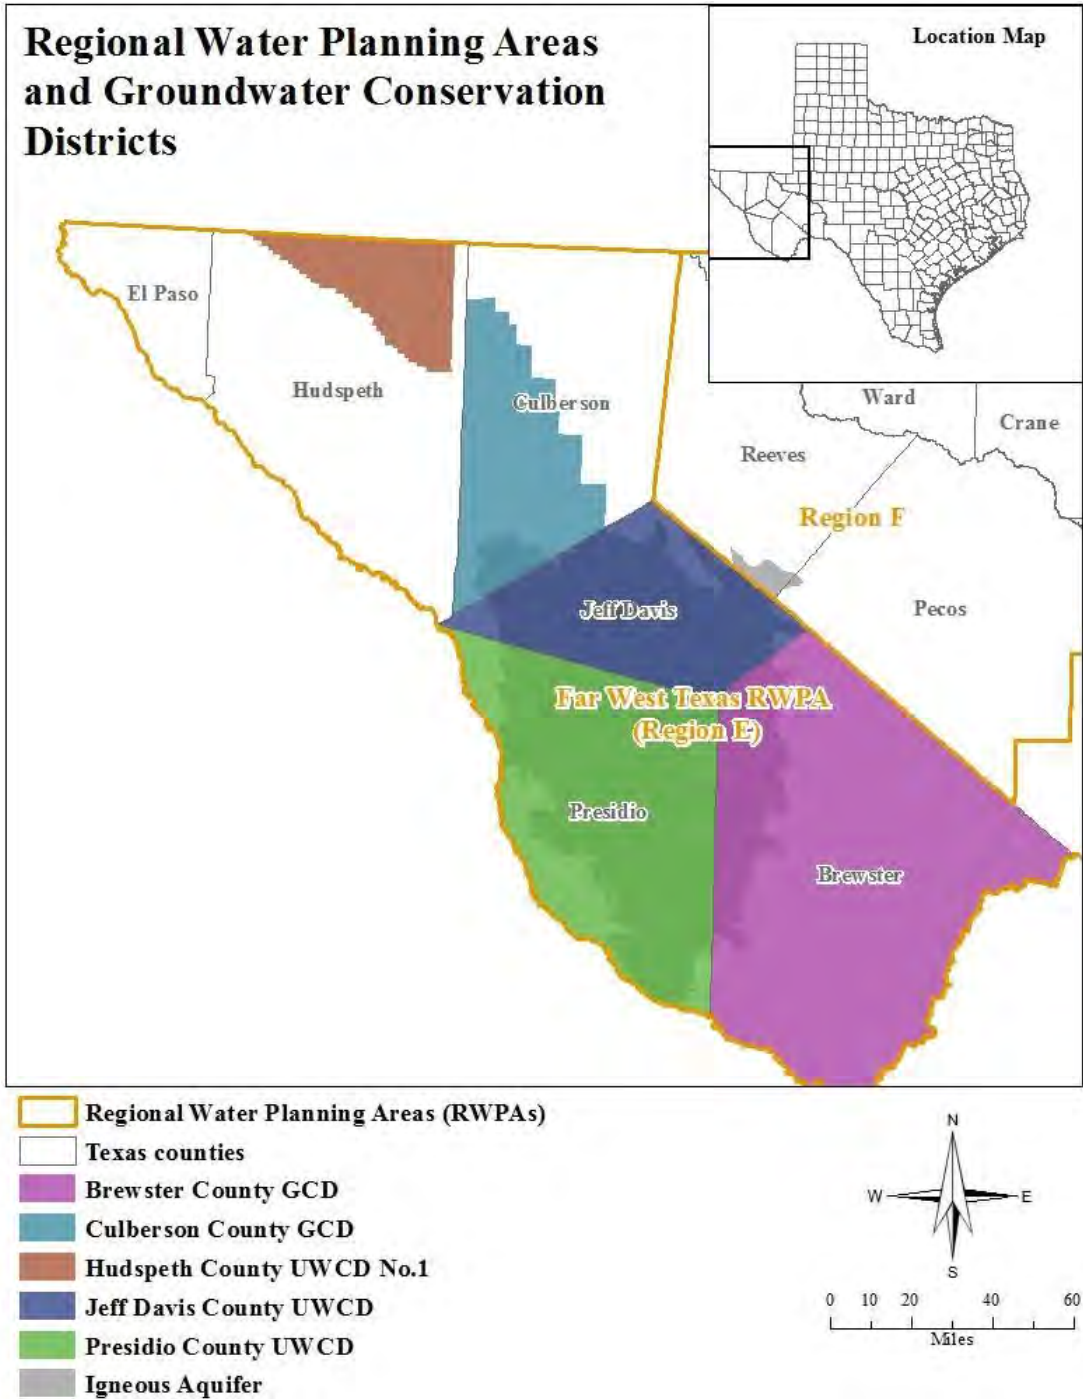 Regional Water Planning Areas
and Groundwater Conservation
Districts
Location Map
El Paso
Hudspeth
Culberson
Ward
Crane
Reeves
Region F
Jeff Davis
Pecos
Far West Texas RWPA
(Region E)
Presidio
Brewster
Regional Water Planning Areas (RWPAs)
Texas counties
Brewster County GCD
Culberson County GCD
Hudspeth County UWCD No.1
Jeff Davis County UWCD
Presidio County UWCD
Igneous Aquifer
N
W E
S
0 10 20 40 60
Miles